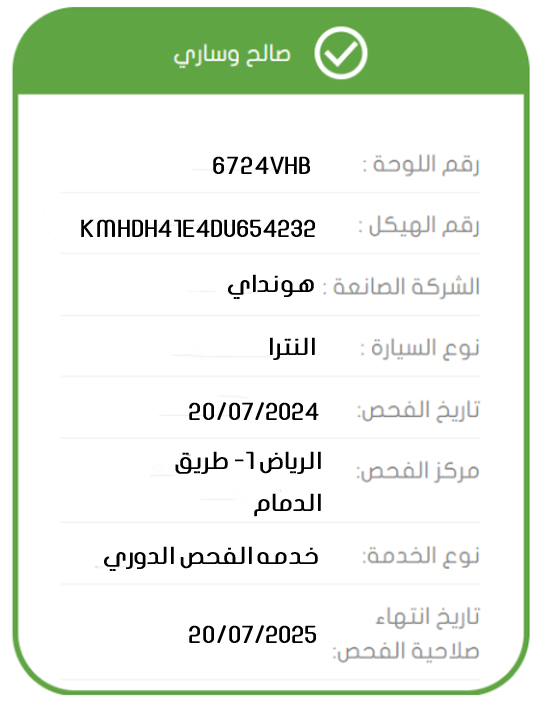 صالح وساري
رقم اللوحة : 6724VHB
رقم الهيكل : KMHDH41E4DU654232
الشركة الصانعة : هونداي
نوع السيارة : النترا
تاريخ الفحص: 20/07/2024
مركز الفحص: الرياض 1- طريق
الدمام
نوع الخدمة: خدمه الفحص الدوري
تاريخ انتهاء
صلاحية الفحص: 20/07/2025